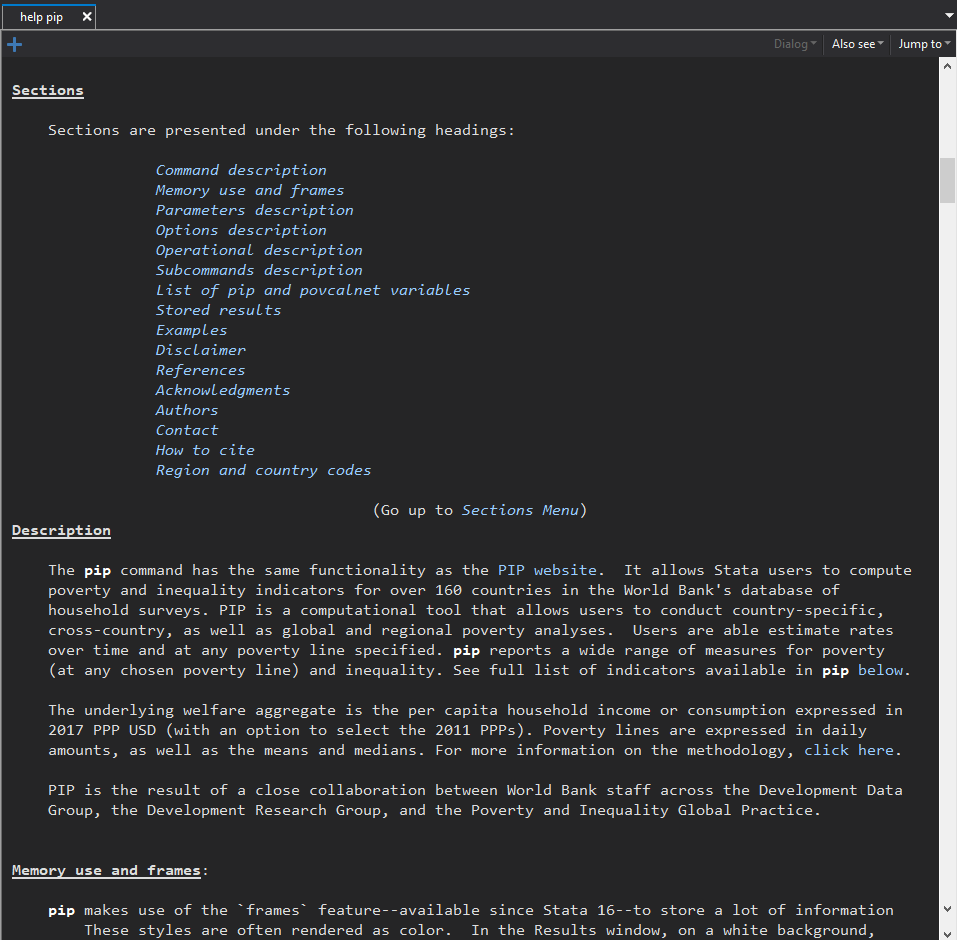 help pip
Dialog Also see Jump to
Sections
Sections are presented under the following headings:
Command description
Memory use and frames
Parameters description
Options description
Operational description
Subcommands description
List of pip and povcalnet variables
Stored results
Examples
Disclaimer
References
Acknowledgments
Authors
Contact
How to cite
Region and country codes
(Go up to Sections Menu)
Description
The pip command has the same functionality as the PIP website.  It allows Stata users to compute
poverty and inequality indicators for over 160 countries in the World Bank's database of
household surveys. PIP is a computational tool that allows users to conduct country-specific,
cross-country, as well as global and regional poverty analyses.  Users are able estimate rates
over time and at any poverty line specified. pip reports a wide range of measures for poverty
(at any chosen poverty line) and inequality. See full list of indicators available in pip below.
The underlying welfare aggregate is the per capita household income or consumption expressed in
2017 PPP USD (with an option to select the 2011 PPPs). Poverty lines are expressed in daily
amounts, as well as the means and medians. For more information on the methodology, click here.
PIP is the result of a close collaboration between World Bank staff across the Development Data
Group, the Development Research Group, and the Poverty and Inequality Global Practice.
Memory use and frames:
pip makes use of the `frames` feature--available since Stata 16--to store a lot of information
These styles are often rendered as color.  In the Results window, on a white background,